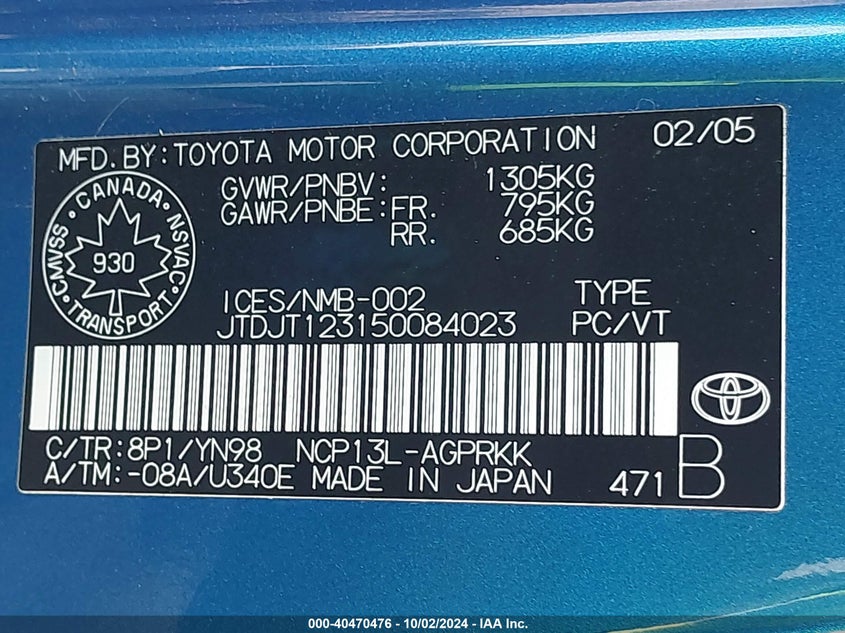 MFD. BY: TOYOTA MOTOR CORPORATION 02/05
GVWR/PNBV: 1305KG
GAWR/PNBE: FR. 795KG
RR. 685KG
CMVSS · CANADA · NSVAC · TRANSPORT ·
930
ICES/NMB-002 TYPE
JTDJT123150084023 PC/VT
C/TR: 8P1/YN98 NCP13L-AGPRKK
A/TM: -08A/U340E MADE IN JAPAN 471 B
000-40470476 - 10/02/2024 - IAA Inc.